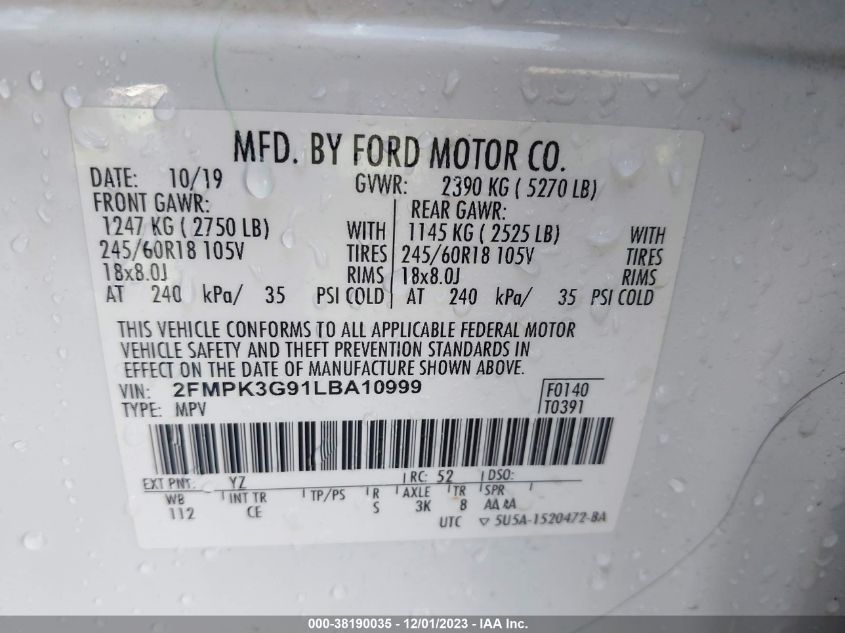 MFD. BY FORD MOTOR CO.
DATE: 10/19 GVWR: 2390 KG ( 5270 LB)
FRONT GAWR: REAR GAWR:
1247 KG ( 2750 LB) WITH 1145 KG ( 2525 LB) WITH
245/60R18 105V TIRES 245/60R18 105V TIRES
18x8.0J RIMS 18x8.0J RIMS
AT 240 kPa/ 35 PSI COLD AT 240 kPa/ 35 PSI COLD
THIS VEHICLE CONFORMS TO ALL APPLICABLE FEDERAL MOTOR
VEHICLE SAFETY AND THEFT PREVENTION STANDARDS IN
EFFECT ON THE DATE OF MANUFACTURE SHOWN ABOVE.
VIN: 2FMPK3G91LBA10999 F0140
TYPE: MPV T0391
EXT PNT: YZ RC: 52 DSO:
WB INT TR TP/PS R AXLE TR SPR
112 CE S 3K 8 AA AA
UTC ▽ 5U5A-1520472-BA
000-38190035 - 12/01/2023 - IAA Inc.